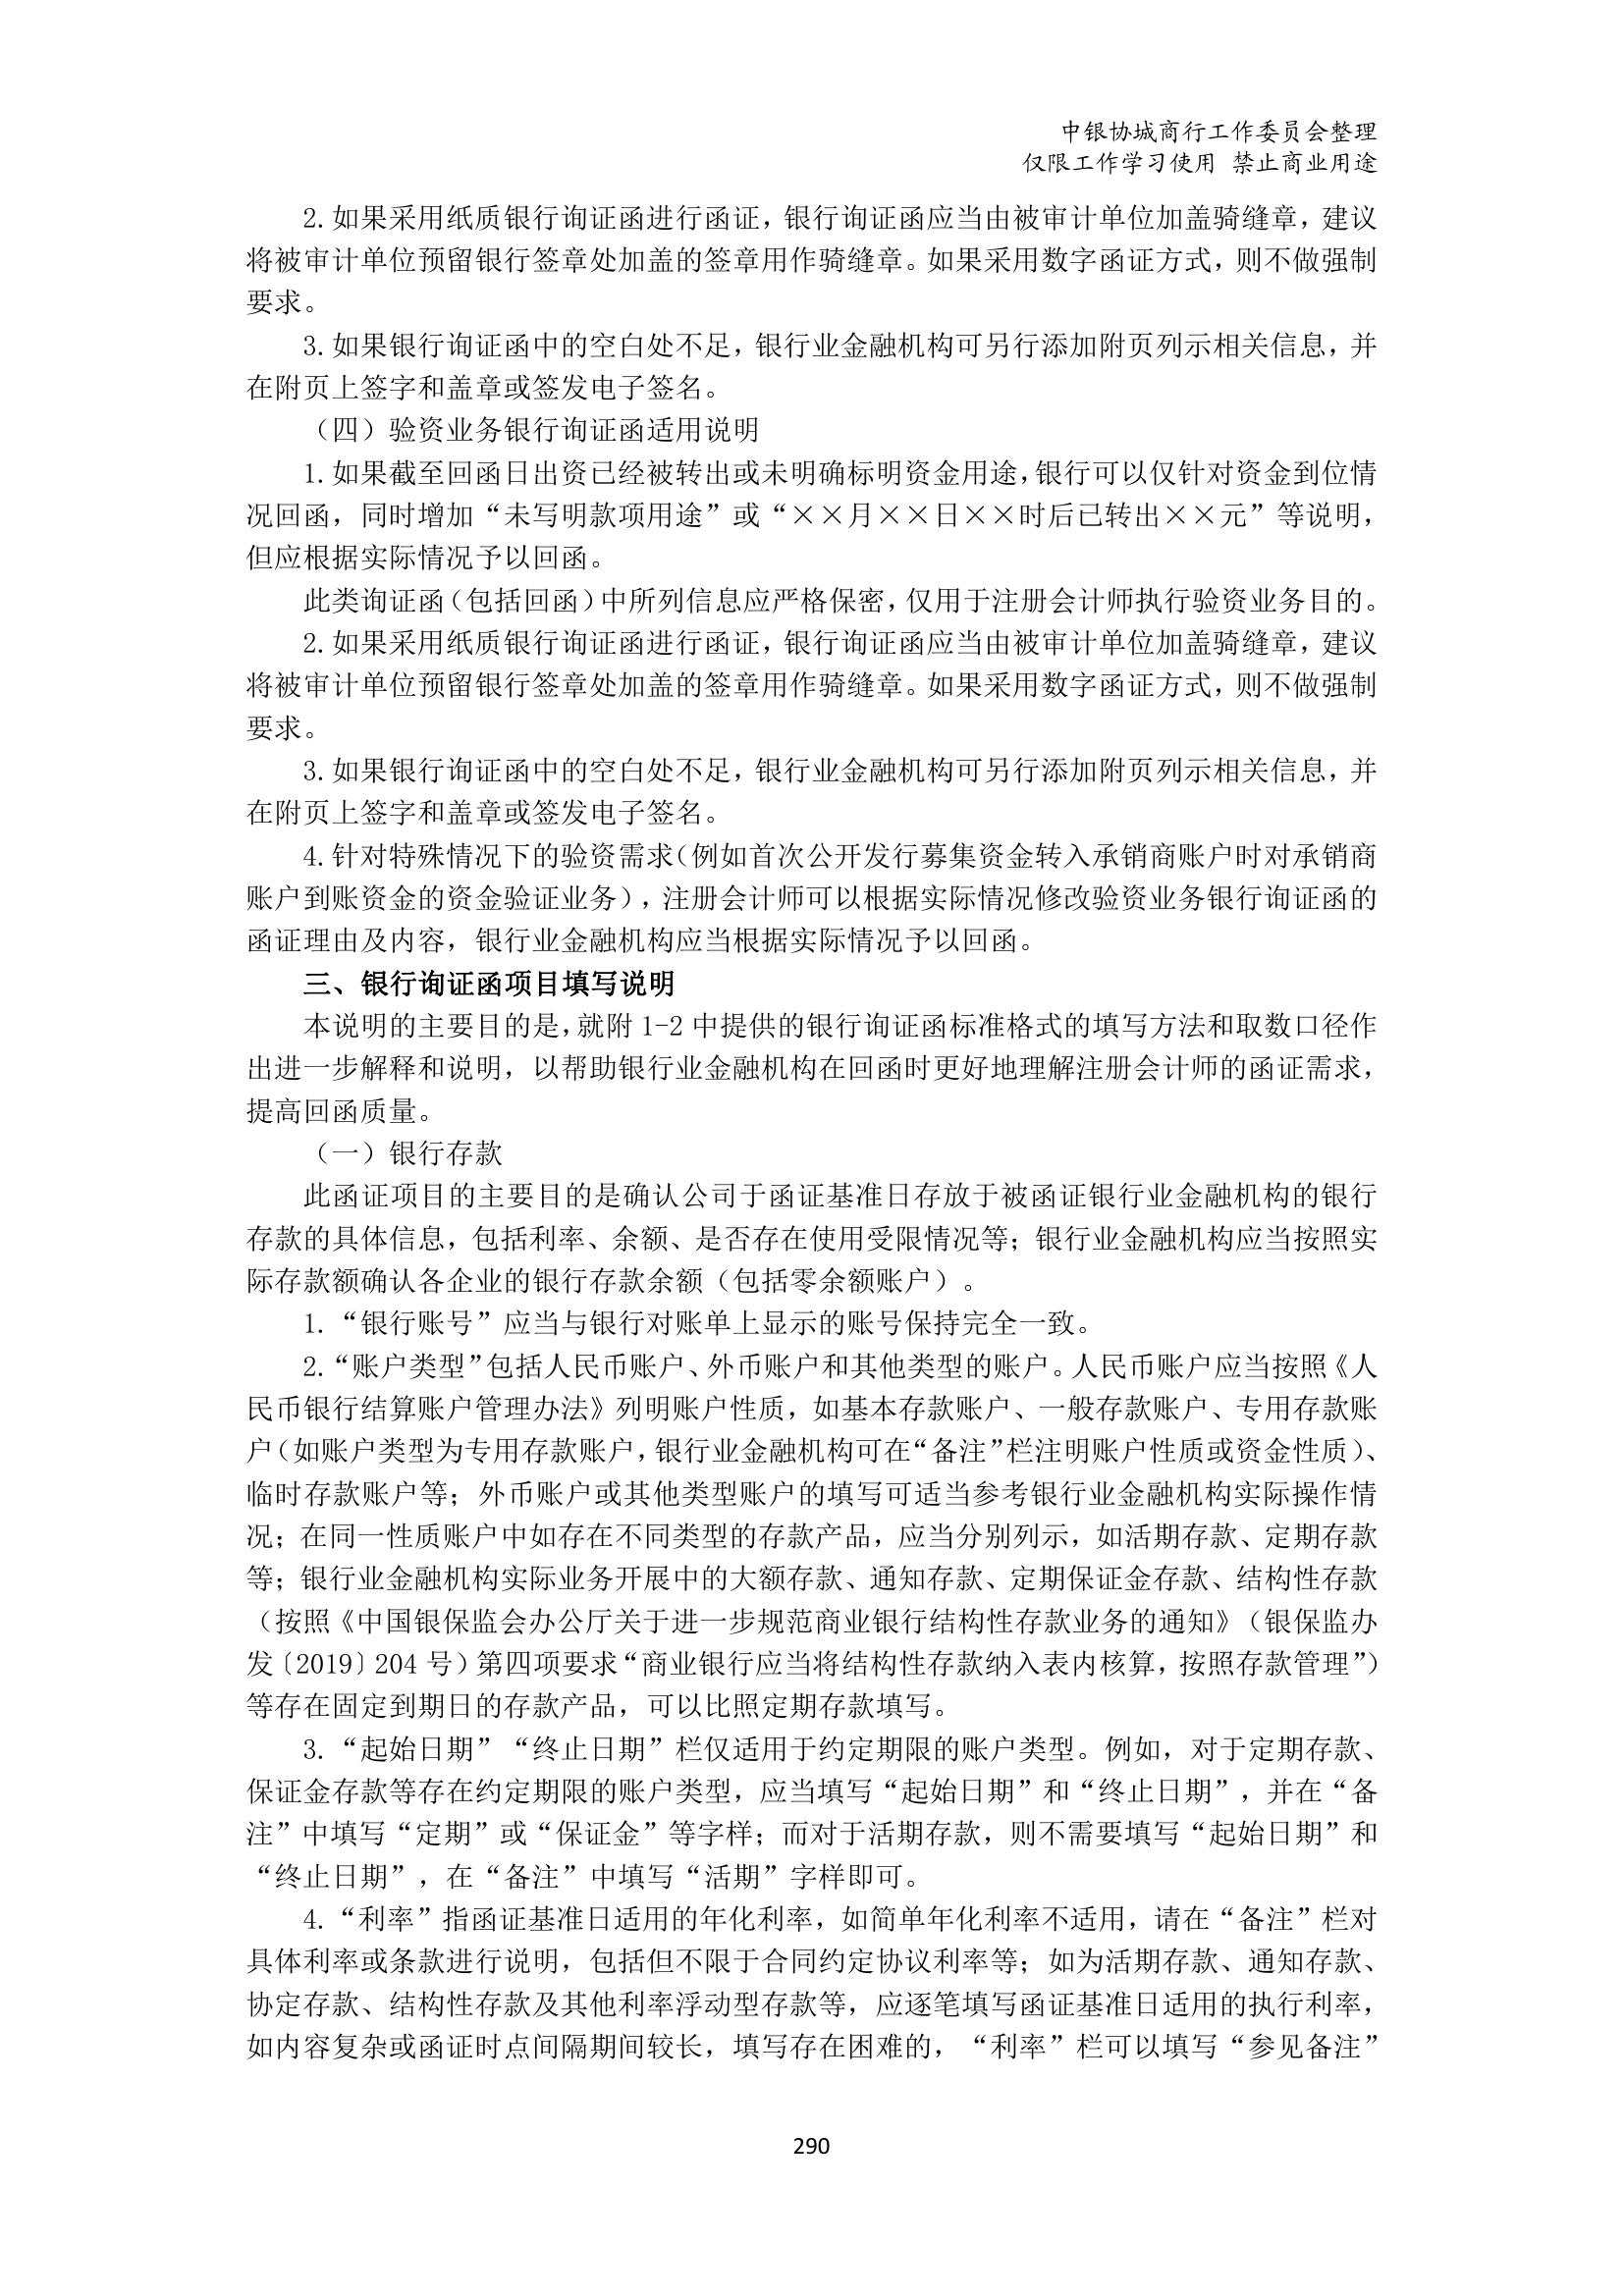 中银协城商行工作委员会整理
仅限工作学习使用 禁止商业用途
2.如果采用纸质银行询证函进行函证，银行询证函应当由被审计单位加盖骑缝章，建议
将被审计单位预留银行签章处加盖的签章用作骑缝章。如果采用数字函证方式，则不做强制
要求。
3.如果银行询证函中的空白处不足，银行业金融机构可另行添加附页列示相关信息，并
在附页上签字和盖章或签发电子签名。
（四）验资业务银行询证函适用说明
1.如果截至回函日出资已经被转出或未明确标明资金用途，银行可以仅针对资金到位情
况回函，同时增加“未写明款项用途”或“××月××日××时后已转出××元”等说明，
但应根据实际情况予以回函。
此类询证函（包括回函）中所列信息应严格保密，仅用于注册会计师执行验资业务目的。
2.如果采用纸质银行询证函进行函证，银行询证函应当由被审计单位加盖骑缝章，建议
将被审计单位预留银行签章处加盖的签章用作骑缝章。如果采用数字函证方式，则不做强制
要求。
3.如果银行询证函中的空白处不足，银行业金融机构可另行添加附页列示相关信息，并
在附页上签字和盖章或签发电子签名。
4.针对特殊情况下的验资需求（例如首次公开发行募集资金转入承销商账户时对承销商
账户到账资金的资金验证业务），注册会计师可以根据实际情况修改验资业务银行询证函的
函证理由及内容，银行业金融机构应当根据实际情况予以回函。
三、银行询证函项目填写说明
本说明的主要目的是，就附 1-2 中提供的银行询证函标准格式的填写方法和取数口径作
出进一步解释和说明，以帮助银行业金融机构在回函时更好地理解注册会计师的函证需求，
提高回函质量。
（一）银行存款
此函证项目的主要目的是确认公司于函证基准日存放于被函证银行业金融机构的银行
存款的具体信息，包括利率、余额、是否存在使用受限情况等；银行业金融机构应当按照实
际存款额确认各企业的银行存款余额（包括零余额账户）。
1.“银行账号”应当与银行对账单上显示的账号保持完全一致。
2.“账户类型”包括人民币账户、外币账户和其他类型的账户。人民币账户应当按照《人
民币银行结算账户管理办法》列明账户性质，如基本存款账户、一般存款账户、专用存款账
户（如账户类型为专用存款账户，银行业金融机构可在“备注”栏注明账户性质或资金性质）、
临时存款账户等；外币账户或其他类型账户的填写可适当参考银行业金融机构实际操作情
况；在同一性质账户中如存在不同类型的存款产品，应当分别列示，如活期存款、定期存款
等；银行业金融机构实际业务开展中的大额存款、通知存款、定期保证金存款、结构性存款
（按照《中国银保监会办公厅关于进一步规范商业银行结构性存款业务的通知》（银保监办
发〔2019〕204 号）第四项要求“商业银行应当将结构性存款纳入表内核算，按照存款管理”）
等存在固定到期日的存款产品，可以比照定期存款填写。
3.“起始日期”“终止日期”栏仅适用于约定期限的账户类型。例如，对于定期存款、
保证金存款等存在约定期限的账户类型，应当填写“起始日期”和“终止日期”，并在“备
注”中填写“定期”或“保证金”等字样；而对于活期存款，则不需要填写“起始日期”和
“终止日期”，在“备注”中填写“活期”字样即可。
4.“利率”指函证基准日适用的年化利率，如简单年化利率不适用，请在“备注”栏对
具体利率或条款进行说明，包括但不限于合同约定协议利率等；如为活期存款、通知存款、
协定存款、结构性存款及其他利率浮动型存款等，应逐笔填写函证基准日适用的执行利率，
如内容复杂或函证时点间隔期间较长，填写存在困难的，“利率”栏可以填写“参见备注”
290